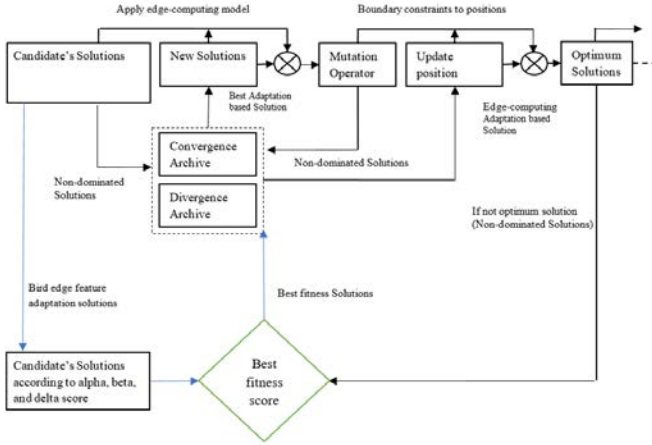 Apply edge-computing model
Boundary constraints to positions
Candidate's Solutions
New Solutions
Mutation
Operator
Update
position
Optimum
Solutions
Best Adaptation
based Solution
Edge-computing
Adaptation based
Solution
Convergence
Archive
Divergence
Archive
Non-dominated
Solutions
Non-dominated Solutions
If not optimum solution
(Non-Dominated Solutions)
Bird edge feature
adaptation solutions
Best fitness Solutions
Candidate's Solutions
according to alpha, beta,
and delta score
Best
fitness
score